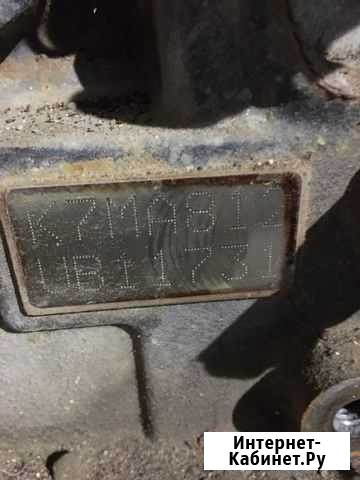 K7MA812
UB11731
Интернет-
Кабинет.Ру